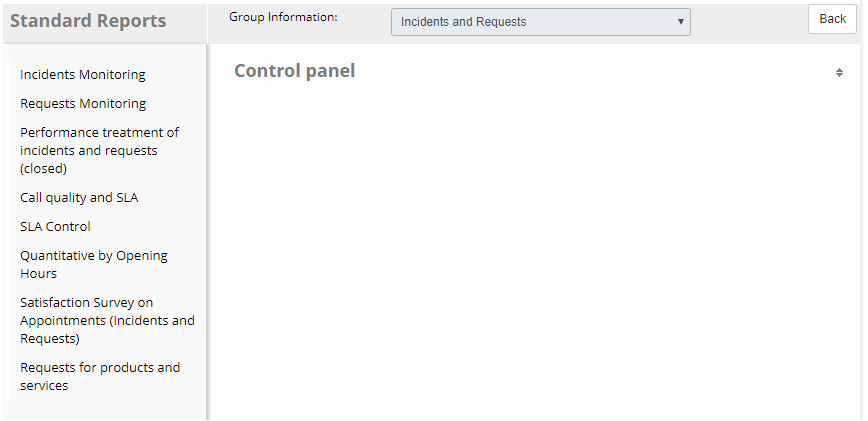 Standard Reports
Group Information:
Incidents and Requests
Back
Incidents Monitoring
Requests Monitoring
Performance treatment of
incidents and requests
(closed)
Call quality and SLA
SLA Control
Quantitative by Opening
Hours
Satisfaction Survey on
Appointments (Incidents and
Requests)
Requests for products and
services
Control panel